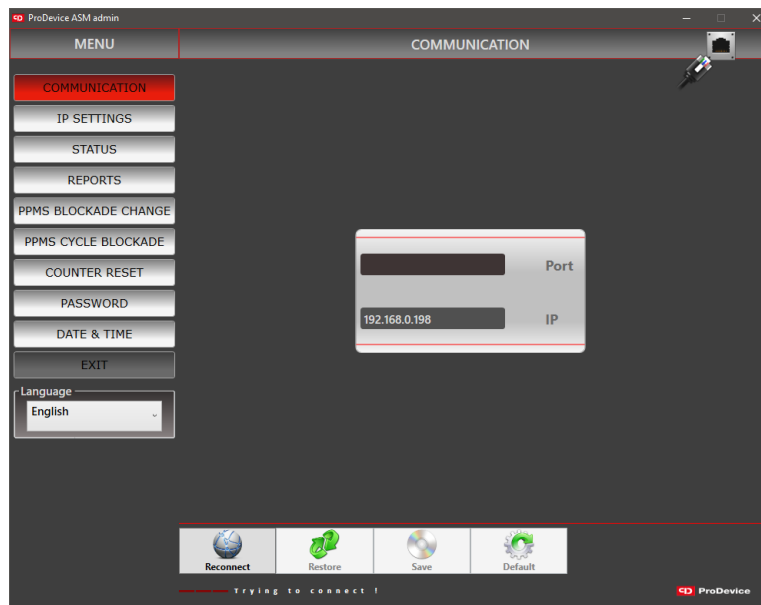 ProDevice ASM admin
MENU
COMMUNICATION
COMMUNICATION
IP SETTINGS
STATUS
REPORTS
PPMS BLOCKADE CHANGE
PPMS CYCLE BLOCKADE
COUNTER RESET
PASSWORD
DATE & TIME
EXIT
Language
English
Port
192.168.0.198 IP
Reconnect Restore Save Default
Trying to connect !
ProDevice